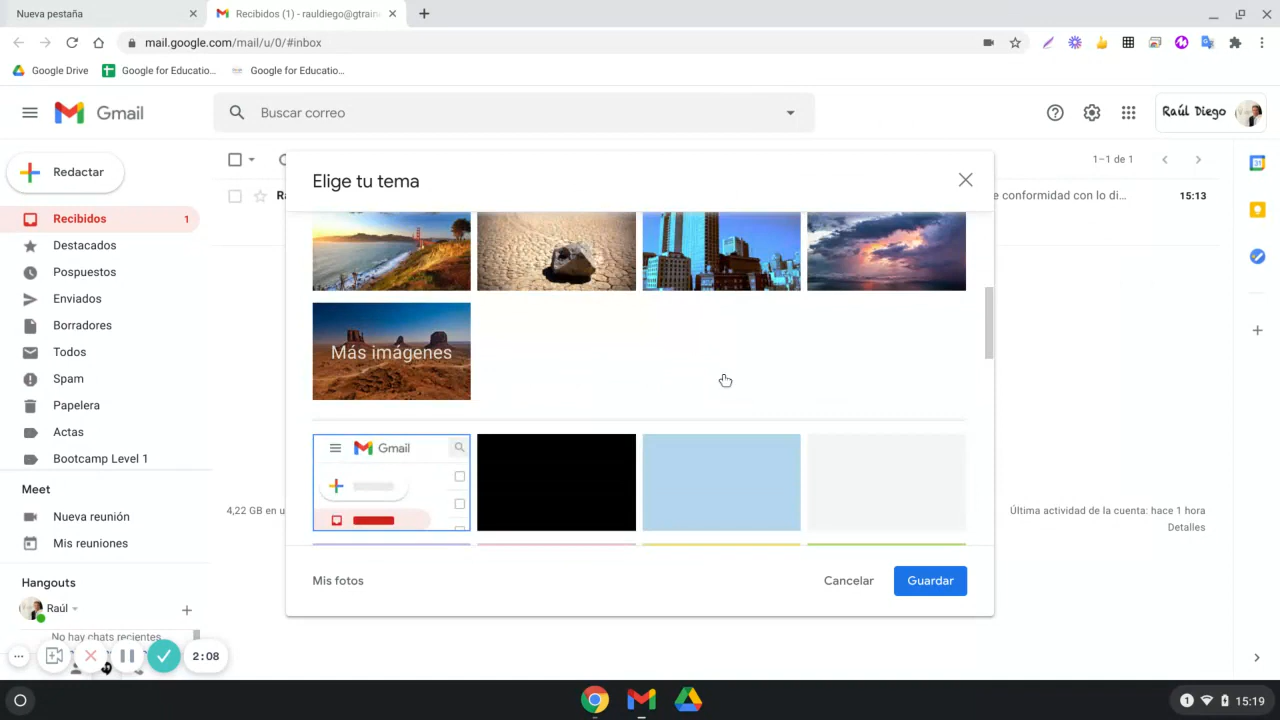 Nueva pestaña
Recibidos (1) - rauldiego@gtrain
mail.google.com/mail/u/0/#inbox
Google Drive
Google for Educatio...
Google for Educatio...
Gmail
Buscar correo
Raúl Diego
Redactar
1–1 de 1
Elige tu tema
Ra
e conformidad con lo di...
15:13
Recibidos
1
Destacados
Pospuestos
Enviados
Borradores
Todos
Spam
Papelera
Actas
Bootcamp Level 1
Más imágenes
Gmail
Meet
Nueva reunión
Mis reuniones
4,22 GB en u
Última actividad de la cuenta: hace 1 hora
Detalles
Mis fotos
Cancelar
Guardar
Hangouts
Raúl
No hay chats recientes
2:08
31
1
15:19